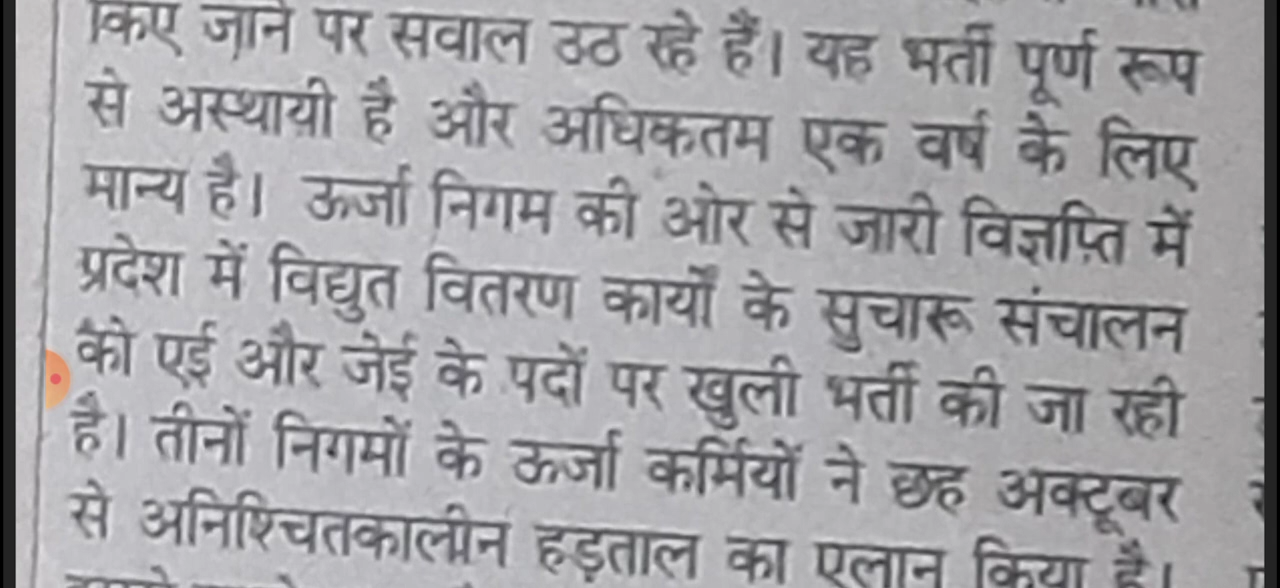 किए जाने पर सवाल उठ रहे हैं। यह भर्ती पूर्ण रूप
से अस्थायी है और अधिकतम एक वर्ष के लिए
मान्य है। ऊर्जा निगम की ओर से जारी विज्ञप्ति में
प्रदेश में विद्युत वितरण कार्यों के सुचारू संचालन
को एई और जेई के पदों पर खुली भर्ती की जा रही
है। तीनों निगमों के ऊर्जा कर्मियों ने छह अक्टूबर
से अनिश्चितकालीन हड़ताल का एलान किया है।